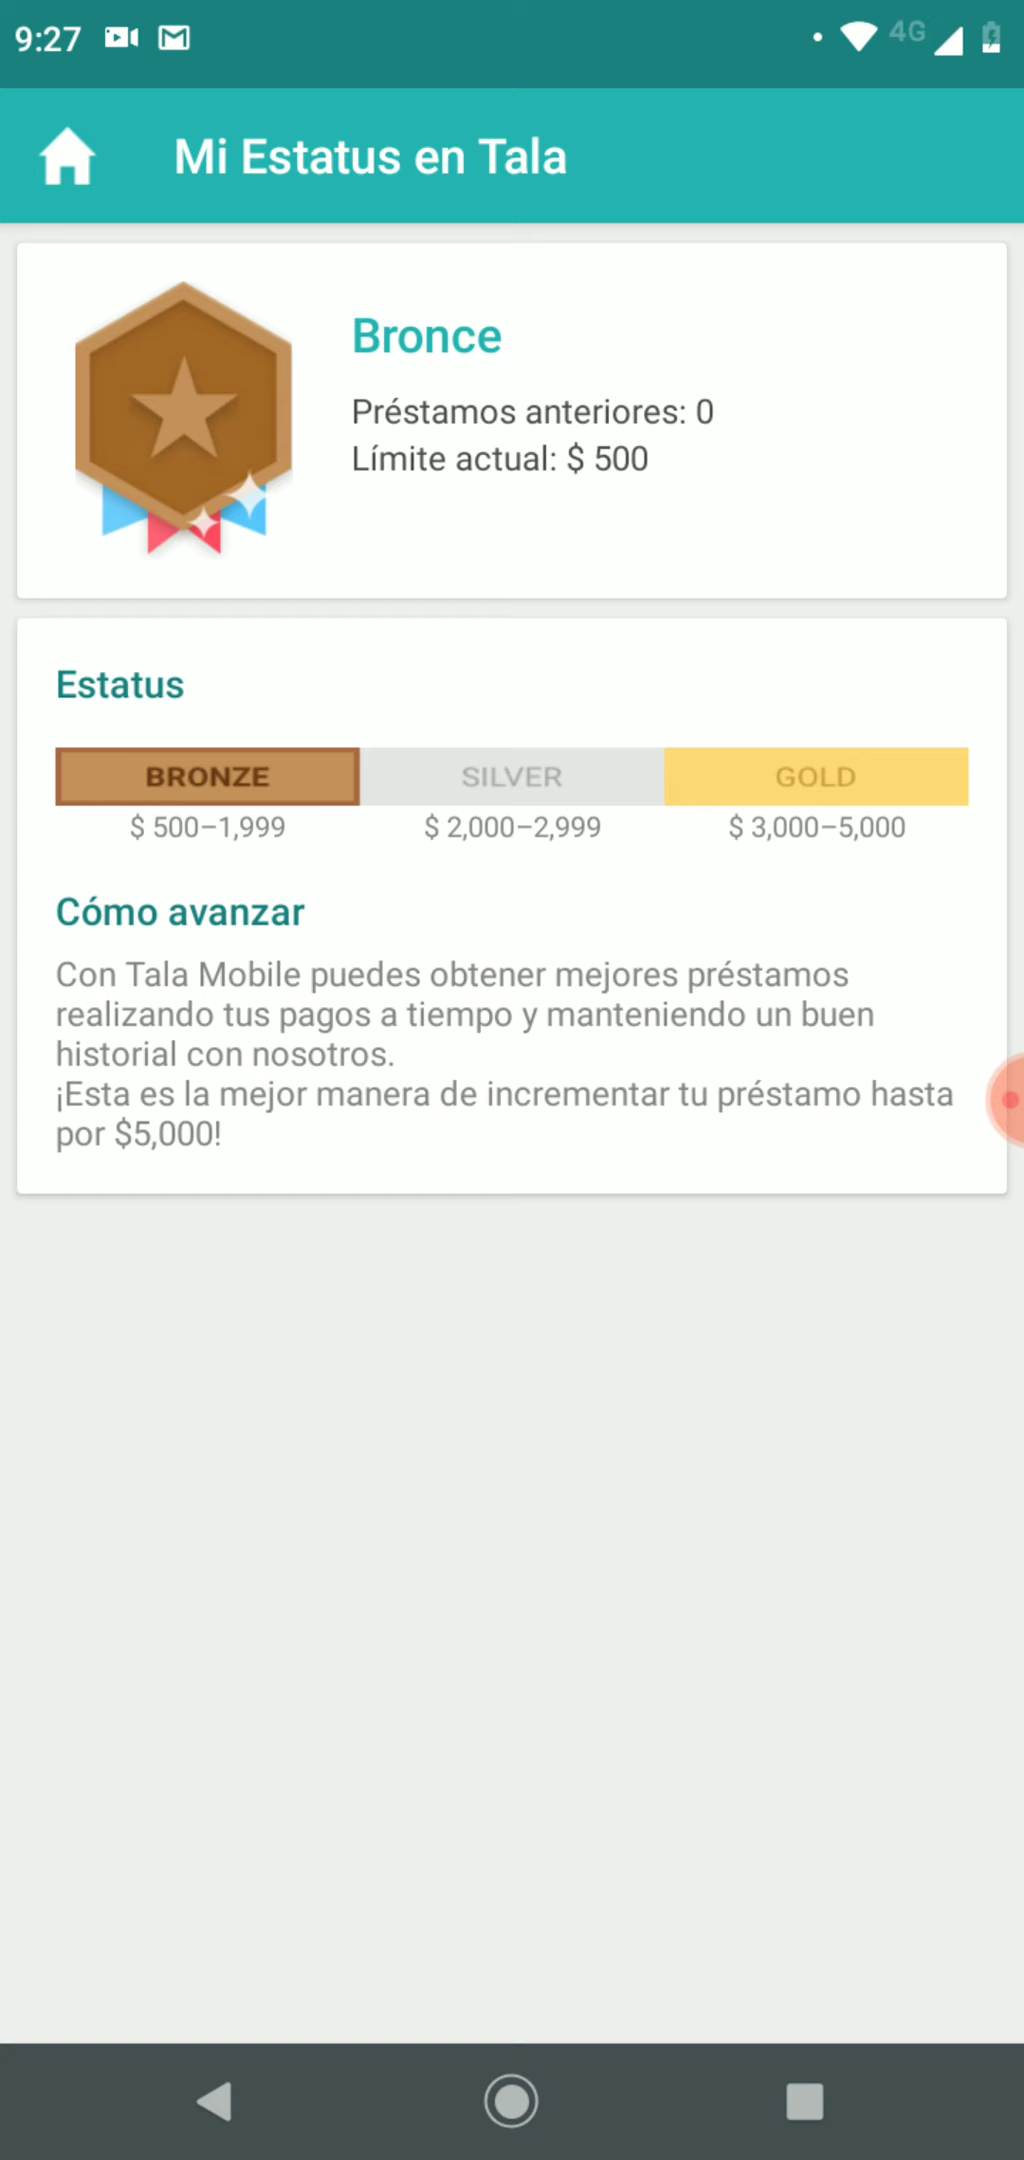 9:27
4G
Mi Estatus en Tala
Bronce
Préstamos anteriores: 0
Límite actual: $ 500
Estatus
BRONZE SILVER GOLD
$ 500–1,999 $ 2,000–2,999 $ 3,000–5,000
Cómo avanzar
Con Tala Mobile puedes obtener mejores préstamos
realizando tus pagos a tiempo y manteniendo un buen
historial con nosotros.
¡Esta es la mejor manera de incrementar tu préstamo hasta
por $5,000!